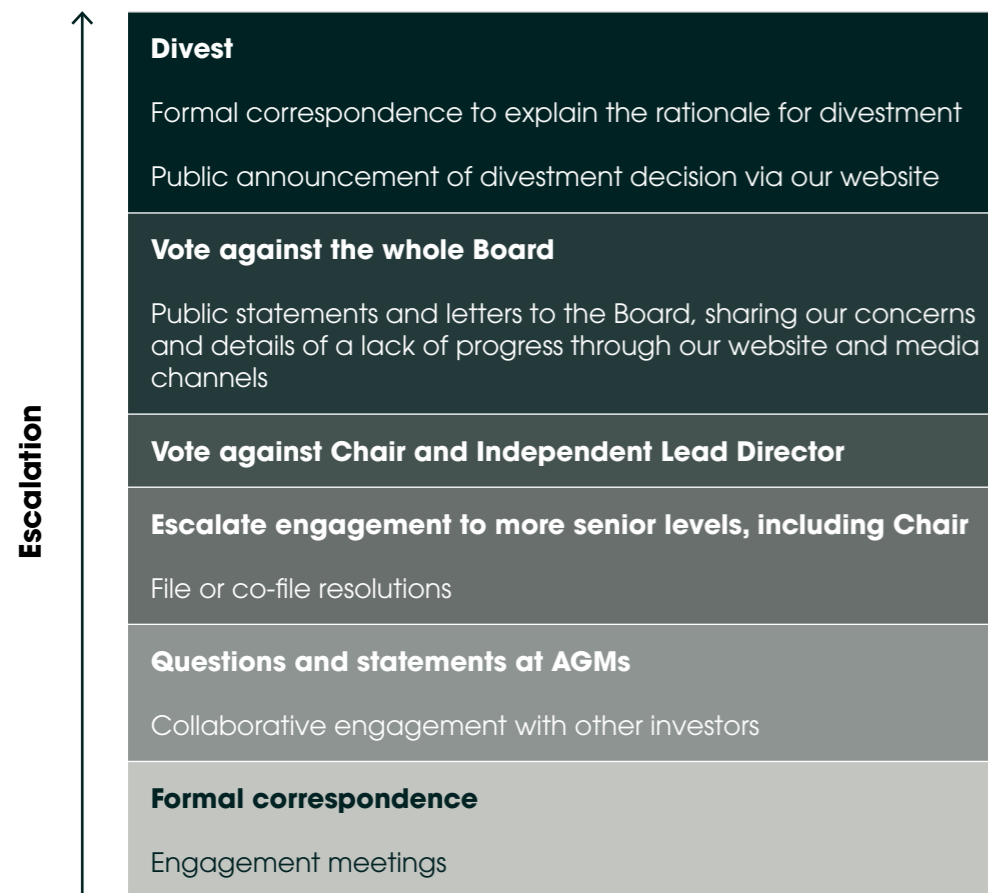 Escalation
Divest
Formal correspondence to explain the rationale for divestment
Public announcement of divestment decision via our website
Vote against the whole Board
Public statements and letters to the Board, sharing our concerns
and details of a lack of progress through our website and media
channels
Vote against Chair and Independent Lead Director
Escalate engagement to more senior levels, including Chair
File or co-file resolutions
Questions and statements at AGMs
Collaborative engagement with other investors
Formal correspondence
Engagement meetings